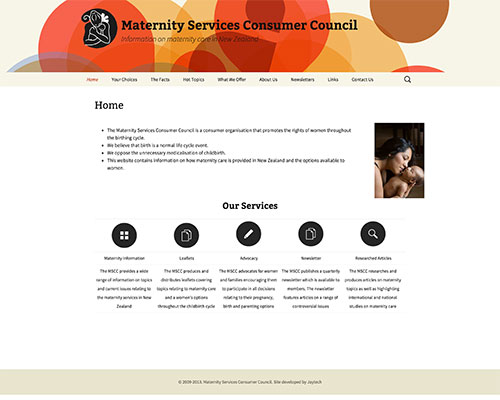 Maternity Services Consumer Council
Information on maternity care in New Zealand
Home Your Choices The Facts Hot Topics What We Offer About Us Newsletters Links Contact Us
Home
The Maternity Services Consumer Council is a consumer organisation that promotes the rights of women throughout
the birthing cycle.
We believe that birth is a normal life cycle event.
We oppose the unnecessary medicalisation of childbirth.
This website contains information on how maternity care is provided in New Zealand and the options available to
women.
Our Services
Maternity Information
The MSCC provides a wide
range of information on topics
and current issues relating to
the maternity services in New
Zealand
Leaflets
The MSCC produces and
distributes leaflets covering
topics relating to maternity care
and a women's options
throughout the childbirth cycle
Advocacy
The MSCC advocates for women
and families encouraging them
to participate in all decisions
relating to their pregnancy,
birth and parenting options
Newsletter
The MSCC publishes a quarterly
newsletter which is available to
members. The newsletter
features articles on a range of
controversial issues
Researched Articles
The MSCC researches and
produces articles on maternity
topics as well as highlighting
international and national
studies on maternity care
© 2009-2013. Maternity Services Consumer Council. Site developed by Jaytech